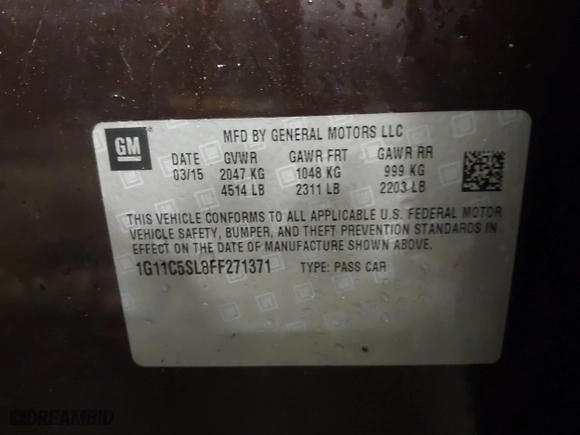 GM
MFD BY GENERAL MOTORS LLC
DATE GVWR GAWR FRT GAWR RR
03/15 2047 KG 1048 KG 999 KG
4514 LB 2311 LB 2203 LB
THIS VEHICLE CONFORMS TO ALL APPLICABLE U.S. FEDERAL MOTOR
VEHICLE SAFETY, BUMPER, AND THEFT PREVENTION STANDARDS IN
EFFECT ON THE DATE OF MANUFACTURE SHOWN ABOVE.
1G11C5SL8FF271371 TYPE: PASS CAR
DREAMBID